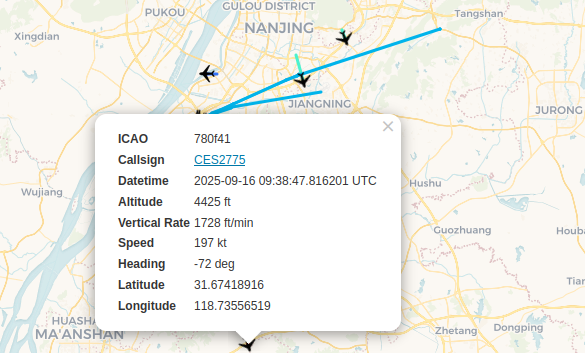 PUKOU
GULOU DISTRICT
Tangshan
Xingdian
NANJING
JIANGNING
JURONG
×
ICAO 780f41
Callsign CES2775
Datetime 2025-09-16 09:38:47.816201 UTC
Altitude 4425 ft
Vertical Rate 1728 ft/min
Speed 197 kt
Heading -72 deg
Latitude 31.67418916
Longitude 118.73556519
Wujiang
Hushu
Guozhuang
Houba
HUASHA
MA'ANSHAN
Zhetang
Dongping